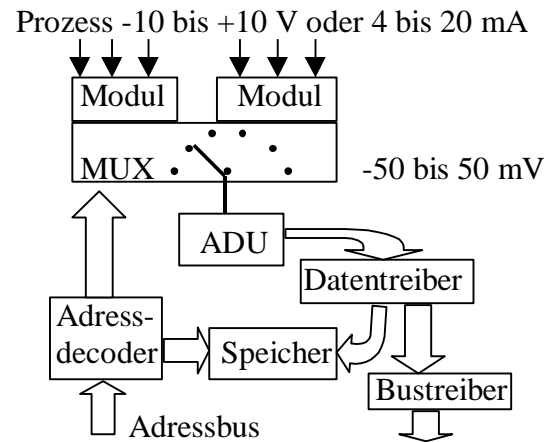 Prozess -10 bis +10 V oder 4 bis 20 mA
Modul
Modul
MUX
-50 bis 50 mV
ADU
Datentreiber
Adress-
decoder
Speicher
Bustreiber
Adressbus